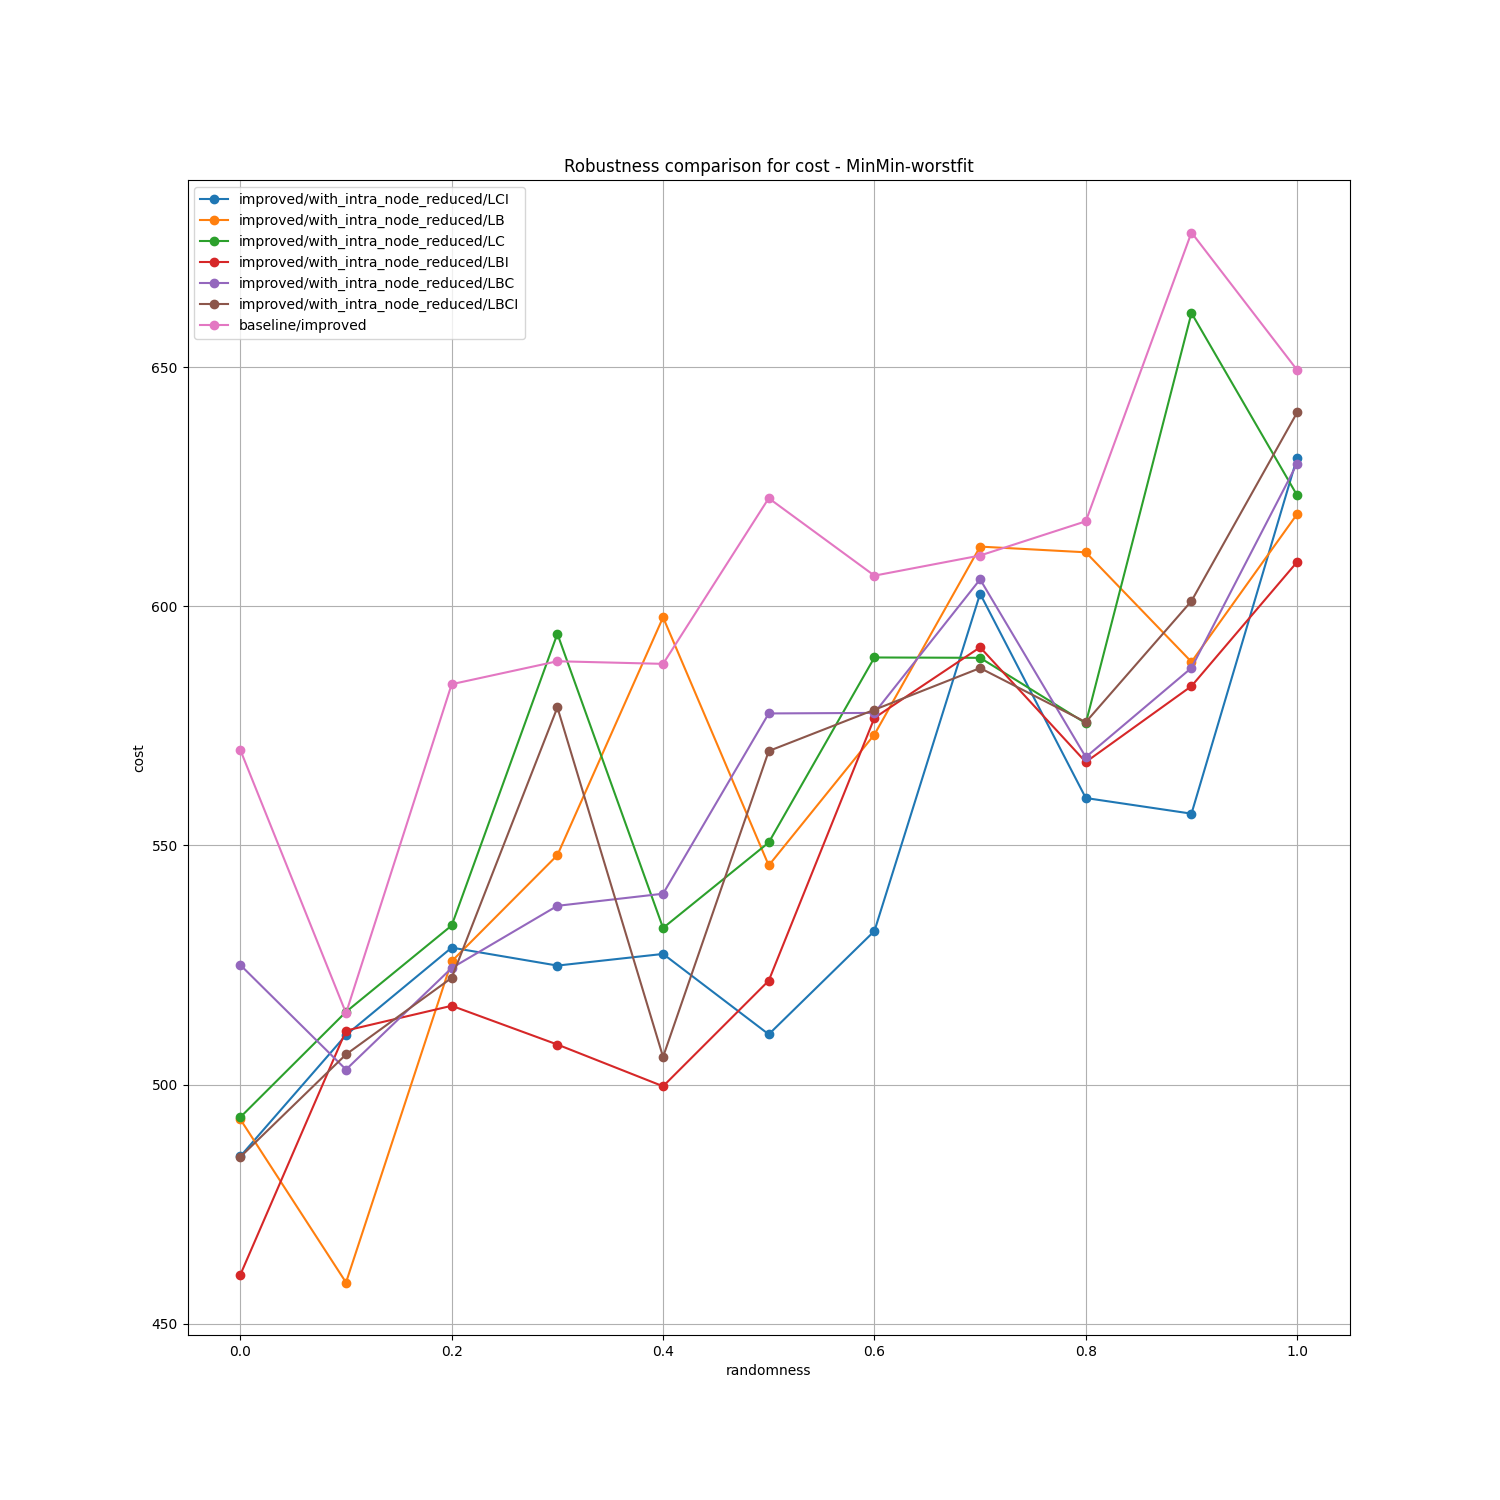 Robustness comparison for cost - MinMin-worstfit
improved/with_intra_node_reduced/LCI
improved/with_intra_node_reduced/LB
improved/with_intra_node_reduced/LC
improved/with_intra_node_reduced/LBI
improved/with_intra_node_reduced/LBC
improved/with_intra_node_reduced/LBCI
baseline/improved
650
600
550
500
450
cost
0.0 0.2 0.4 0.6 0.8 1.0
randomness